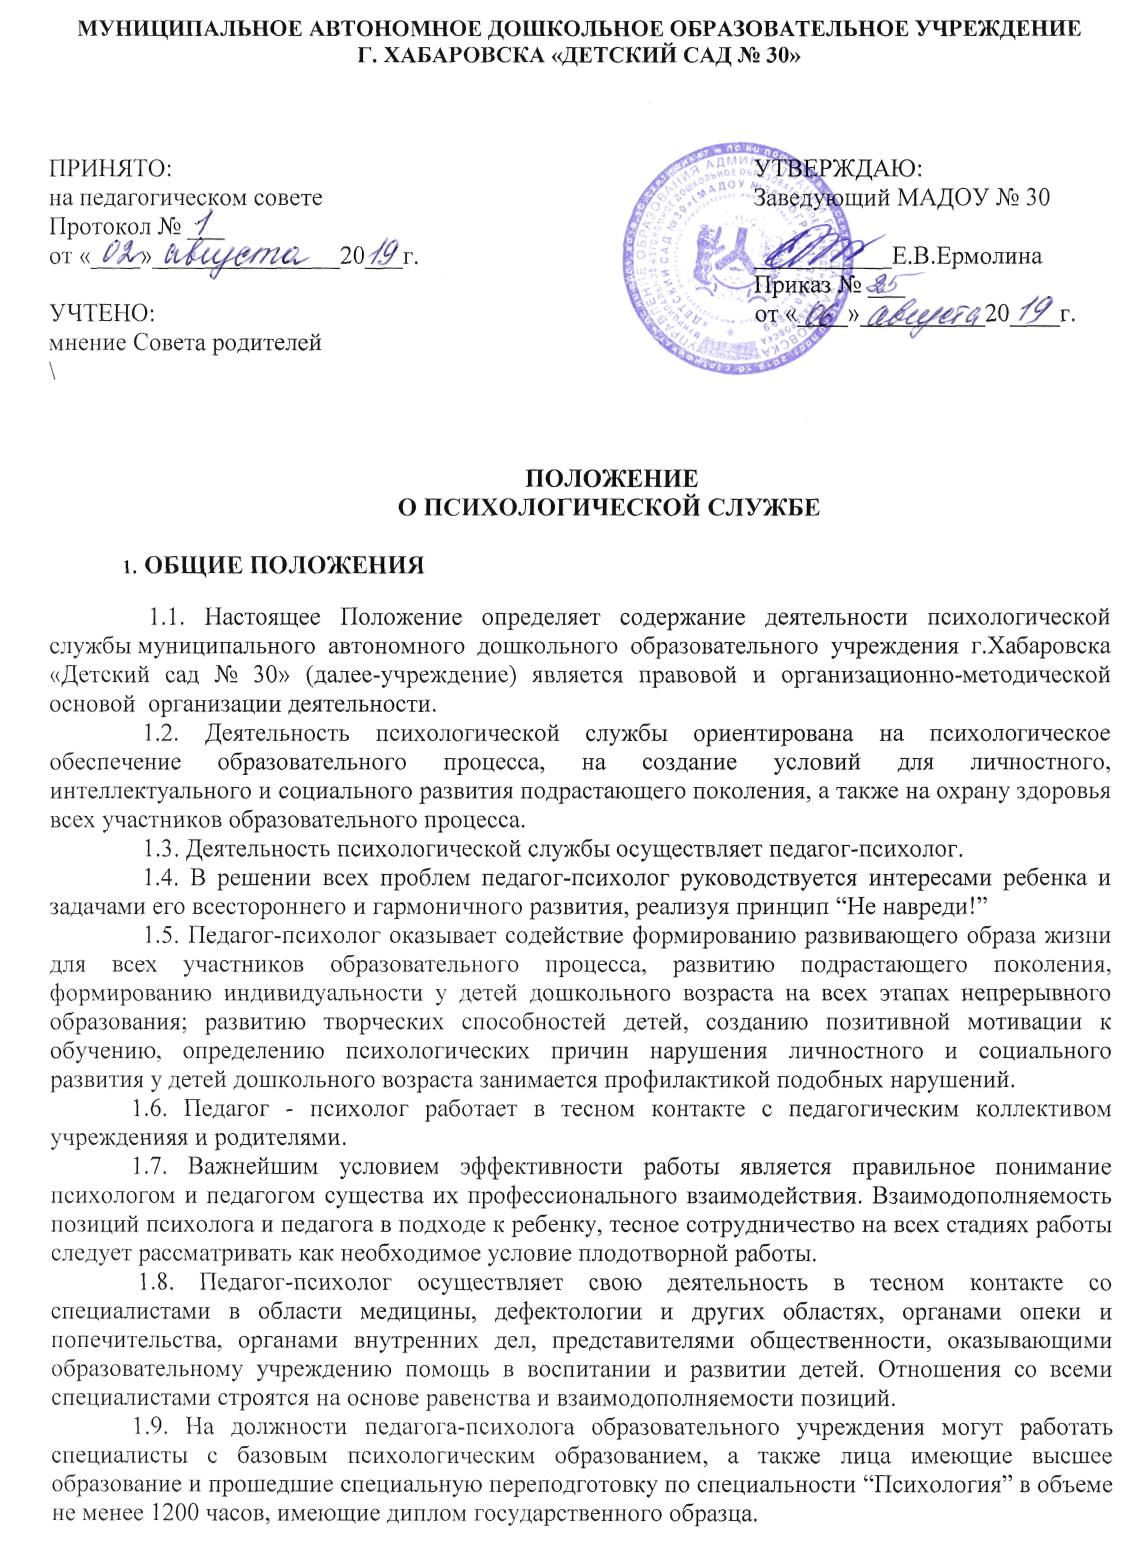 МУНИЦИПАЛЬНОЕ АВТОНОМНОЕ ДОШКОЛЬНОЕ ОБРАЗОВАТЕЛЬНОЕ УЧРЕЖДЕНИЕ
Г. ХАБАРОВСКА «ДЕТСКИЙ САД № 30»
ПРИНЯТО:
на педагогическом совете
Протокол № 1
от «02» августа 2019 г.
УЧТЕНО:
мнение Совета родителей
\
УТВЕРЖДАЮ:
Заведующий МАДОУ № 30
Е.В.Ермолина
Приказ № 25
от «06» августа 2019 г.
ПОЛОЖЕНИЕ
О ПСИХОЛОГИЧЕСКОЙ СЛУЖБЕ
1. ОБЩИЕ ПОЛОЖЕНИЯ
1.1. Настоящее Положение определяет содержание деятельности психологической
службы муниципального автономного дошкольного образовательного учреждения г.Хабаровска
«Детский сад № 30» (далее-учреждение) является правовой и организационно-методической
основой организации деятельности.
1.2. Деятельность психологической службы ориентирована на психологическое
обеспечение образовательного процесса, на создание условий для личностного,
интеллектуального и социального развития подрастающего поколения, а также на охрану здоровья
всех участников образовательного процесса.
1.3. Деятельность психологической службы осуществляет педагог-психолог.
1.4. В решении всех проблем педагог-психолог руководствуется интересами ребенка и
задачами его всестороннего и гармоничного развития, реализуя принцип “Не навреди!”
1.5. Педагог-психолог оказывает содействие формированию развивающего образа жизни
для всех участников образовательного процесса, развитию подрастающего поколения,
формированию индивидуальности у детей дошкольного возраста на всех этапах непрерывного
образования; развитию творческих способностей детей, созданию позитивной мотивации к
обучению, определению психологических причин нарушения личностного и социального
развития у детей дошкольного возраста занимается профилактикой подобных нарушений.
1.6. Педагог - психолог работает в тесном контакте с педагогическим коллективом
учрежденияя и родителями.
1.7. Важнейшим условием эффективности работы является правильное понимание
психологом и педагогом существа их профессионального взаимодействия. Взаимодополняемость
позиций психолога и педагога в подходе к ребенку, тесное сотрудничество на всех стадиях работы
следует рассматривать как необходимое условие плодотворной работы.
1.8. Педагог-психолог осуществляет свою деятельность в тесном контакте со
специалистами в области медицины, дефектологии и других областях, органами опеки и
попечительства, органами внутренних дел, представителями общественности, оказывающими
образовательному учреждению помощь в воспитании и развитии детей. Отношения со всеми
специалистами строятся на основе равенства и взаимодополняемости позиций.
1.9. На должности педагога-психолога образовательного учреждения могут работать
специалисты с базовым психологическим образованием, а также лица имеющие высшее
образование и прошедшие специальную переподготовку по специальности “Психология” в объеме
не менее 1200 часов, имеющие диплом государственного образца.